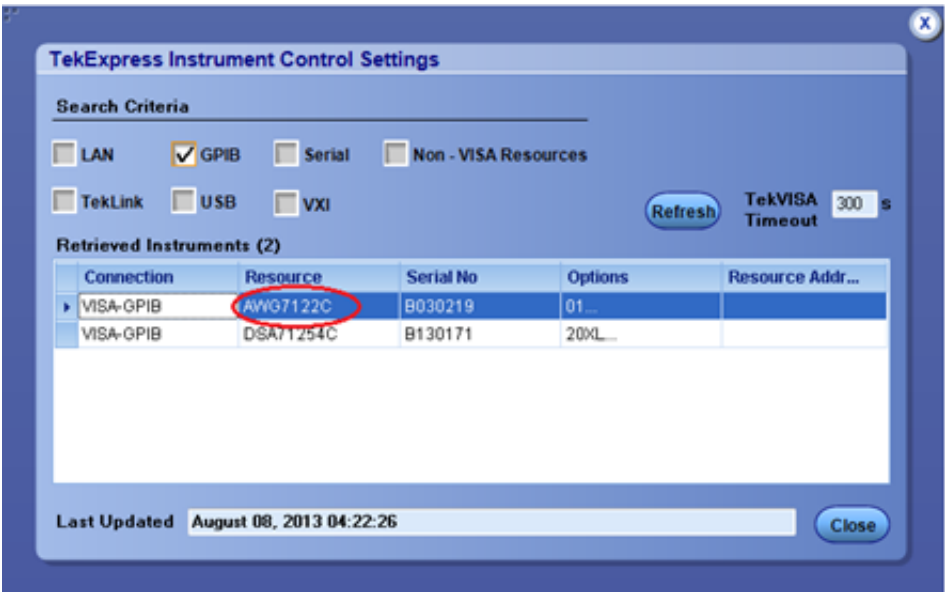 X
TekExpress Instrument Control Settings
Search Criteria
LAN GPIB Serial Non - VISA Resources
TekLink USB VXI
Refresh TekVISA Timeout 300 s
Retrieved Instruments (2)
Connection Resource Serial No Options Resource Addr...
VISA-GPIB AWG7122C B030219 01...
VISA-GPIB DSA71254C B130171 20XL...
Last Updated August 08, 2013 04:22:26 Close